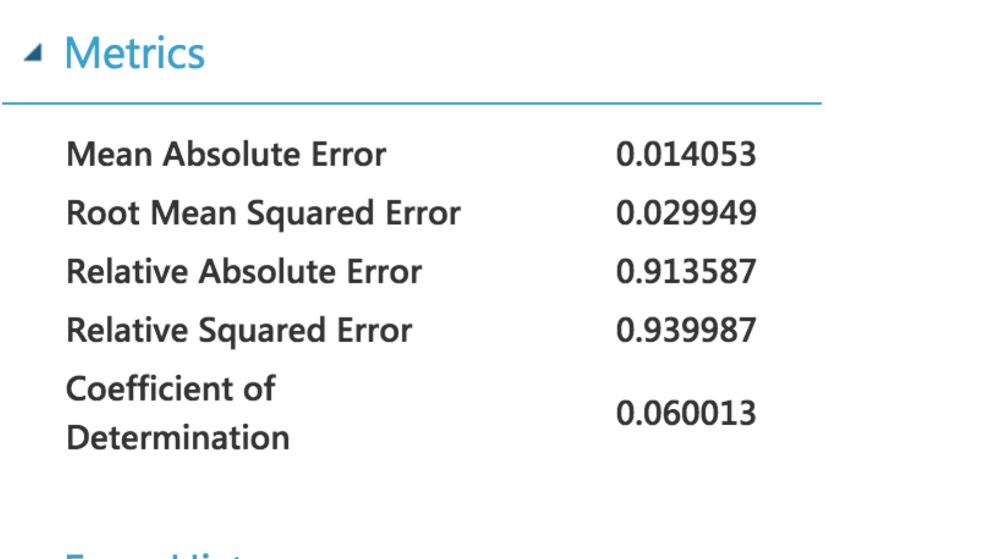 Metrics
Mean Absolute Error 0.014053
Root Mean Squared Error 0.029949
Relative Absolute Error 0.913587
Relative Squared Error 0.939987
Coefficient of
Determination 0.060013